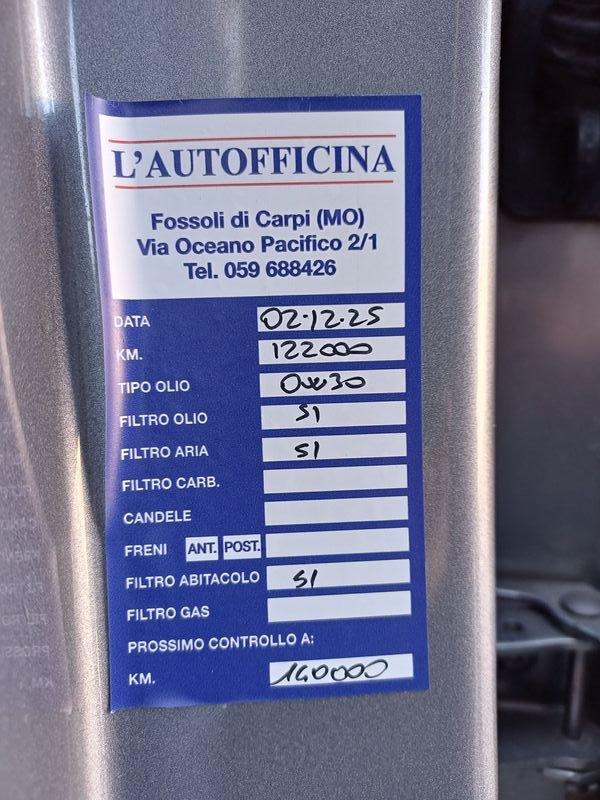 L'AUTOFFICINA
Fossoli di Carpi (MO)
Via Oceano Pacifico 2/1
Tel. 059 688426
DATA 02.12.25
KM. 122000
TIPO OLIO 0w30
FILTRO OLIO SI
FILTRO ARIA SI
FILTRO CARB.
CANDELE
FRENI ANT. POST.
FILTRO ABITACOLO SI
FILTRO GAS
PROSSIMO CONTROLLO A:
KM. 140000